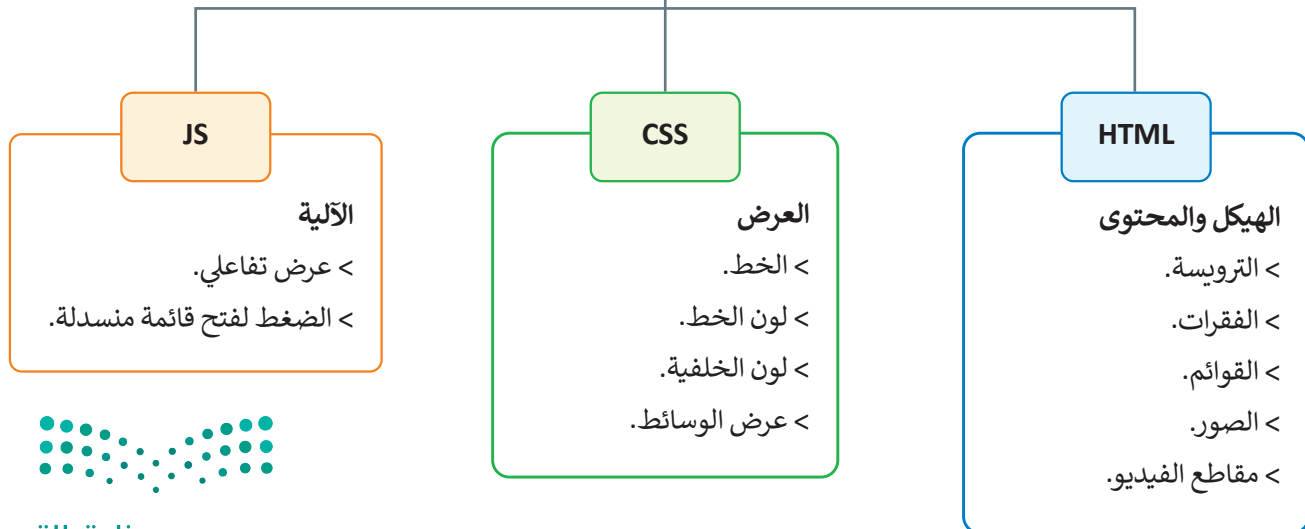 HTML
الهيكل والمحتوى
> الترويسة.
> الفقرات.
> القوائم.
> الصور.
> مقاطع الفيديو.
CSS
العرض
> الخط.
> لون الخط.
> لون الخلفية.
> عرض الوسائط.
JS
الآلية
> عرض تفاعلي.
> الضغط لفتح قائمة منسدلة.